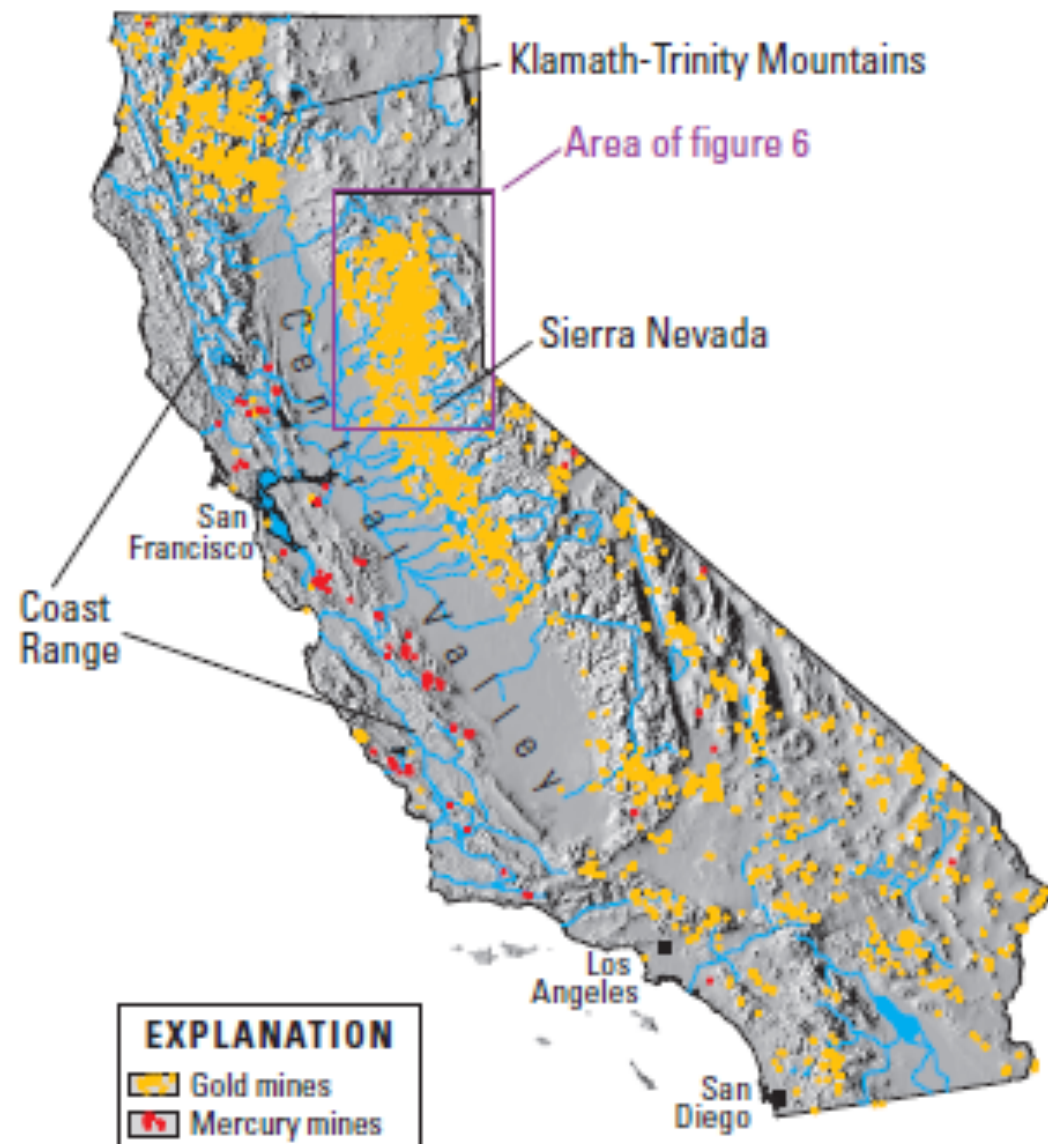 Klamath-Trinity Mountains
Area of figure 6
Sierra Nevada
Central Valley
San
Francisco
Coast
Range
Los
Angeles
San
Diego
EXPLANATION
Gold mines
Mercury mines